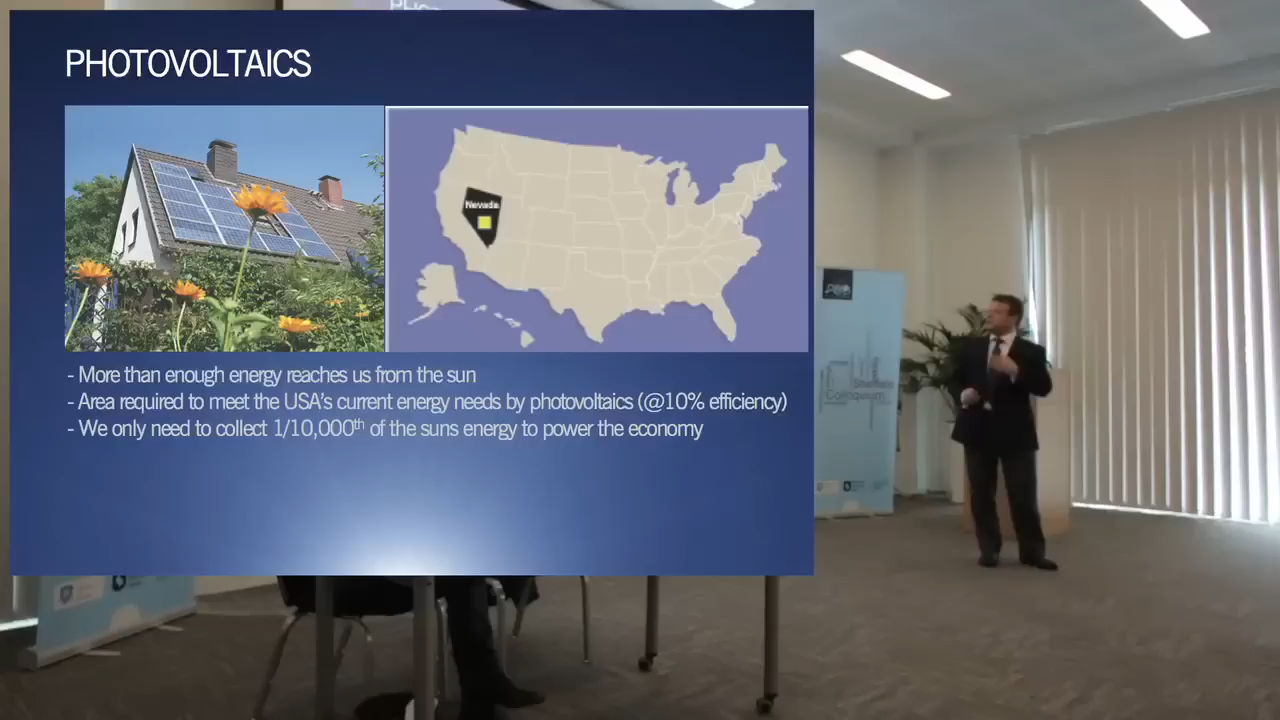 PHOTOVOLTAICS
Nevada
- More than enough energy reaches us from the sun
- Area required to meet the USA's current energy needs by photovoltaics (@10% efficiency)
- We only need to collect 1/10,000th of the suns energy to power the economy
Sheffield
Colloquium